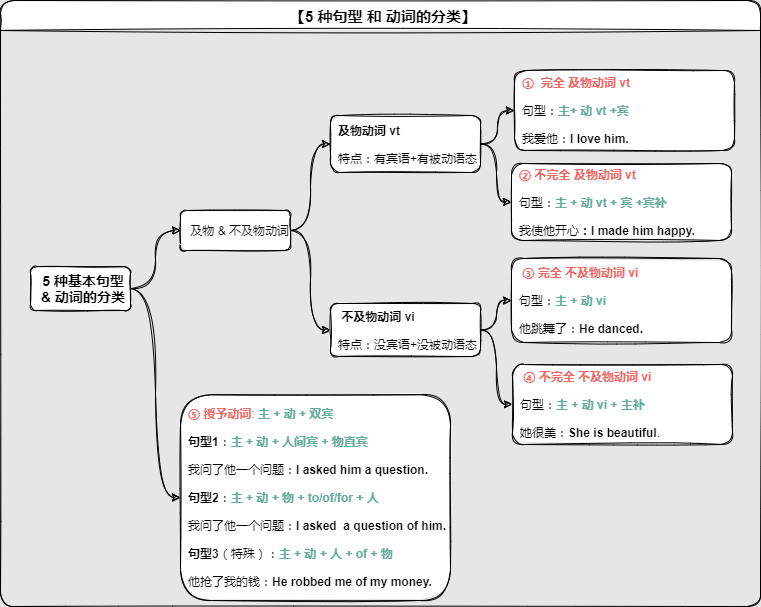 【5 种句型 和 动词的分类】
5 种基本句型
& 动词的分类
及物 & 不及物动词
及物动词 vt
特点：有宾语+有被动语态
① 完全 及物动词 vt
句型：主+ 动 vt +宾
我爱他：I love him.
② 不完全 及物动词 vt
句型：主 + 动 vt + 宾 +宾补
我使他开心：I made him happy.
不及物动词 vi
特点：没宾语+没被动语态
③ 完全 不及物动词 vi
句型：主 + 动 vi
他跳舞了：He danced.
④ 不完全 不及物动词 vi
句型：主 + 动 vi + 主补
她很美：She is beautiful.
⑤ 授予动词: 主 + 动 + 双宾
句型1：主 + 动 + 人间宾 + 物直宾
我问了他一个问题：I asked him a question.
句型2：主 + 动 + 物 + to/of/for + 人
我问了他一个问题：I asked a question of him.
句型3（特殊）：主 + 动 + 人 + of + 物
他抢了我的钱：He robbed me of my money.